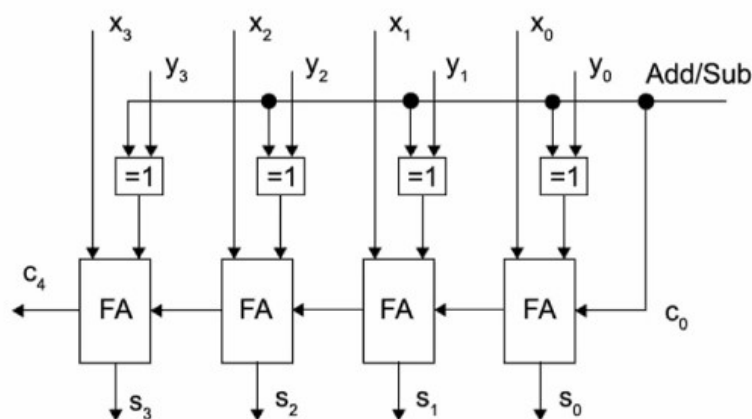 x₃ x₂ x₁ x₀
y₃ y₂ y₁ y₀ Add/Sub
=1 =1 =1 =1
c₄ FA FA FA FA c₀
s₃ s₂ s₁ s₀